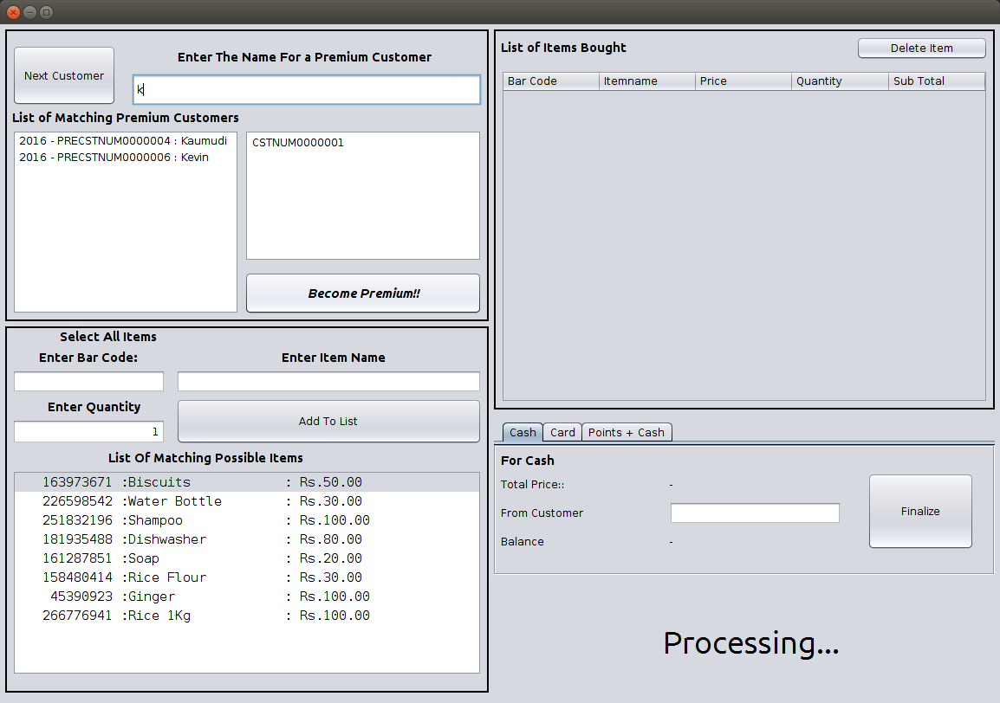 Next Customer
Enter The Name For a Premium Customer
k
List of Matching Premium Customers
2016 - PRECSTNUM0000004 : Kaumudi
2016 - PRECSTNUM0000006 : Kevin
CSTNUM0000001
Become Premium!!
Select All Items
Enter Bar Code:
Enter Item Name
Enter Quantity
1
Add To List
List Of Matching Possible Items
163973671 :Biscuits : Rs.50.00
226598542 :Water Bottle : Rs.30.00
251832196 :Shampoo : Rs.100.00
181935488 :Dishwasher : Rs.80.00
161287851 :Soap : Rs.20.00
158480414 :Rice Flour : Rs.30.00
45390923 :Ginger : Rs.100.00
266776941 :Rice 1Kg : Rs.100.00
List of Items Bought
Delete Item
Bar Code Itemname Price Quantity Sub Total
Cash Card Points + Cash
For Cash
Total Price:: -
From Customer
Balance -
Finalize
Processing...